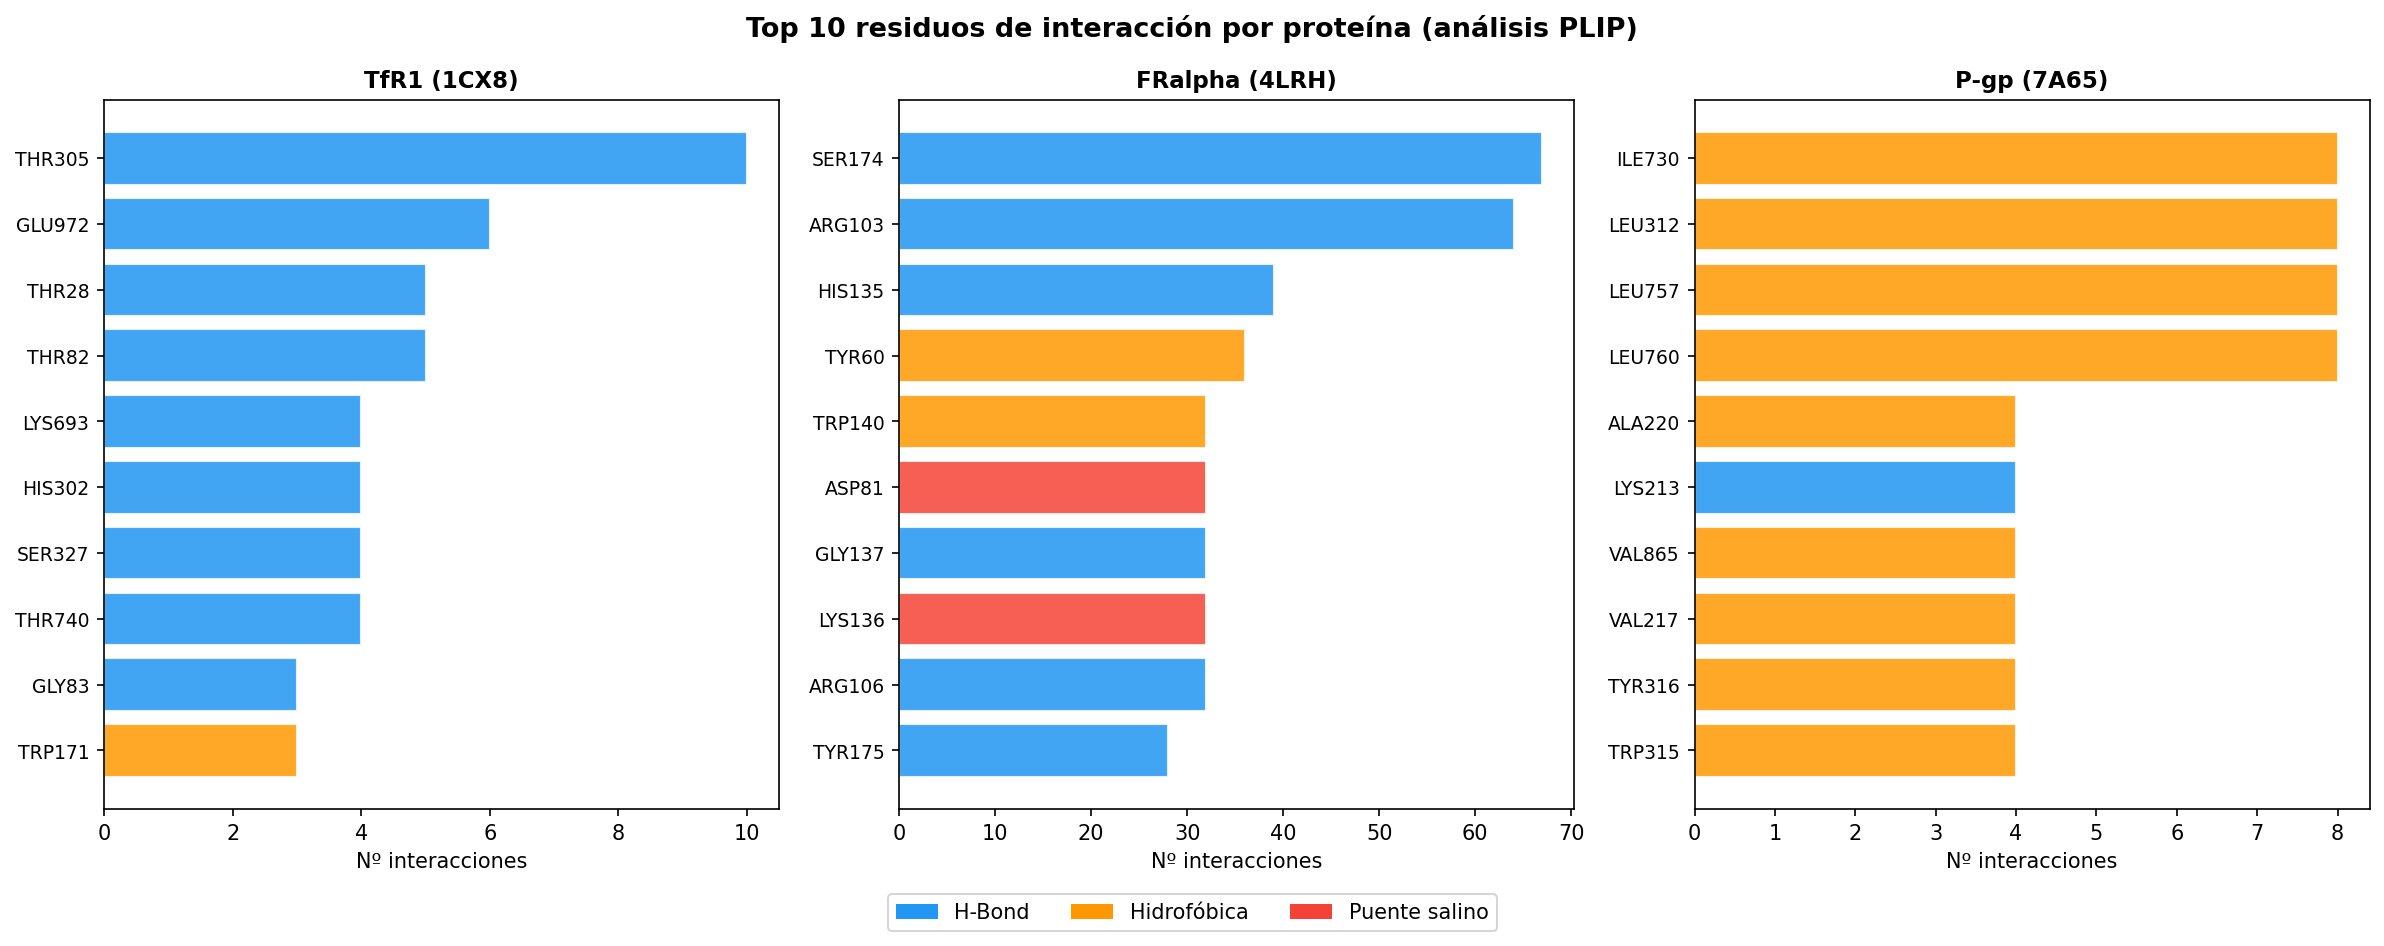 Top 10 residuos de interacción por proteína (análisis PLIP)
TfR1 (1CX8)
THR305
GLU972
THR28
THR82
LYS693
HIS302
SER327
THR740
GLY83
TRP171
0 2 4 6 8 10
Nº interacciones
FRalpha (4LRH)
SER174
ARG103
HIS135
TYR60
TRP140
ASP81
GLY137
LYS136
ARG106
TYR175
0 10 20 30 40 50 60 70
Nº interacciones
P-gp (7A65)
ILE730
LEU312
LEU757
LEU760
ALA220
LYS213
VAL865
VAL217
TYR316
TRP315
0 1 2 3 4 5 6 7 8
Nº interacciones
H-Bond Hidrofóbica Puente salino